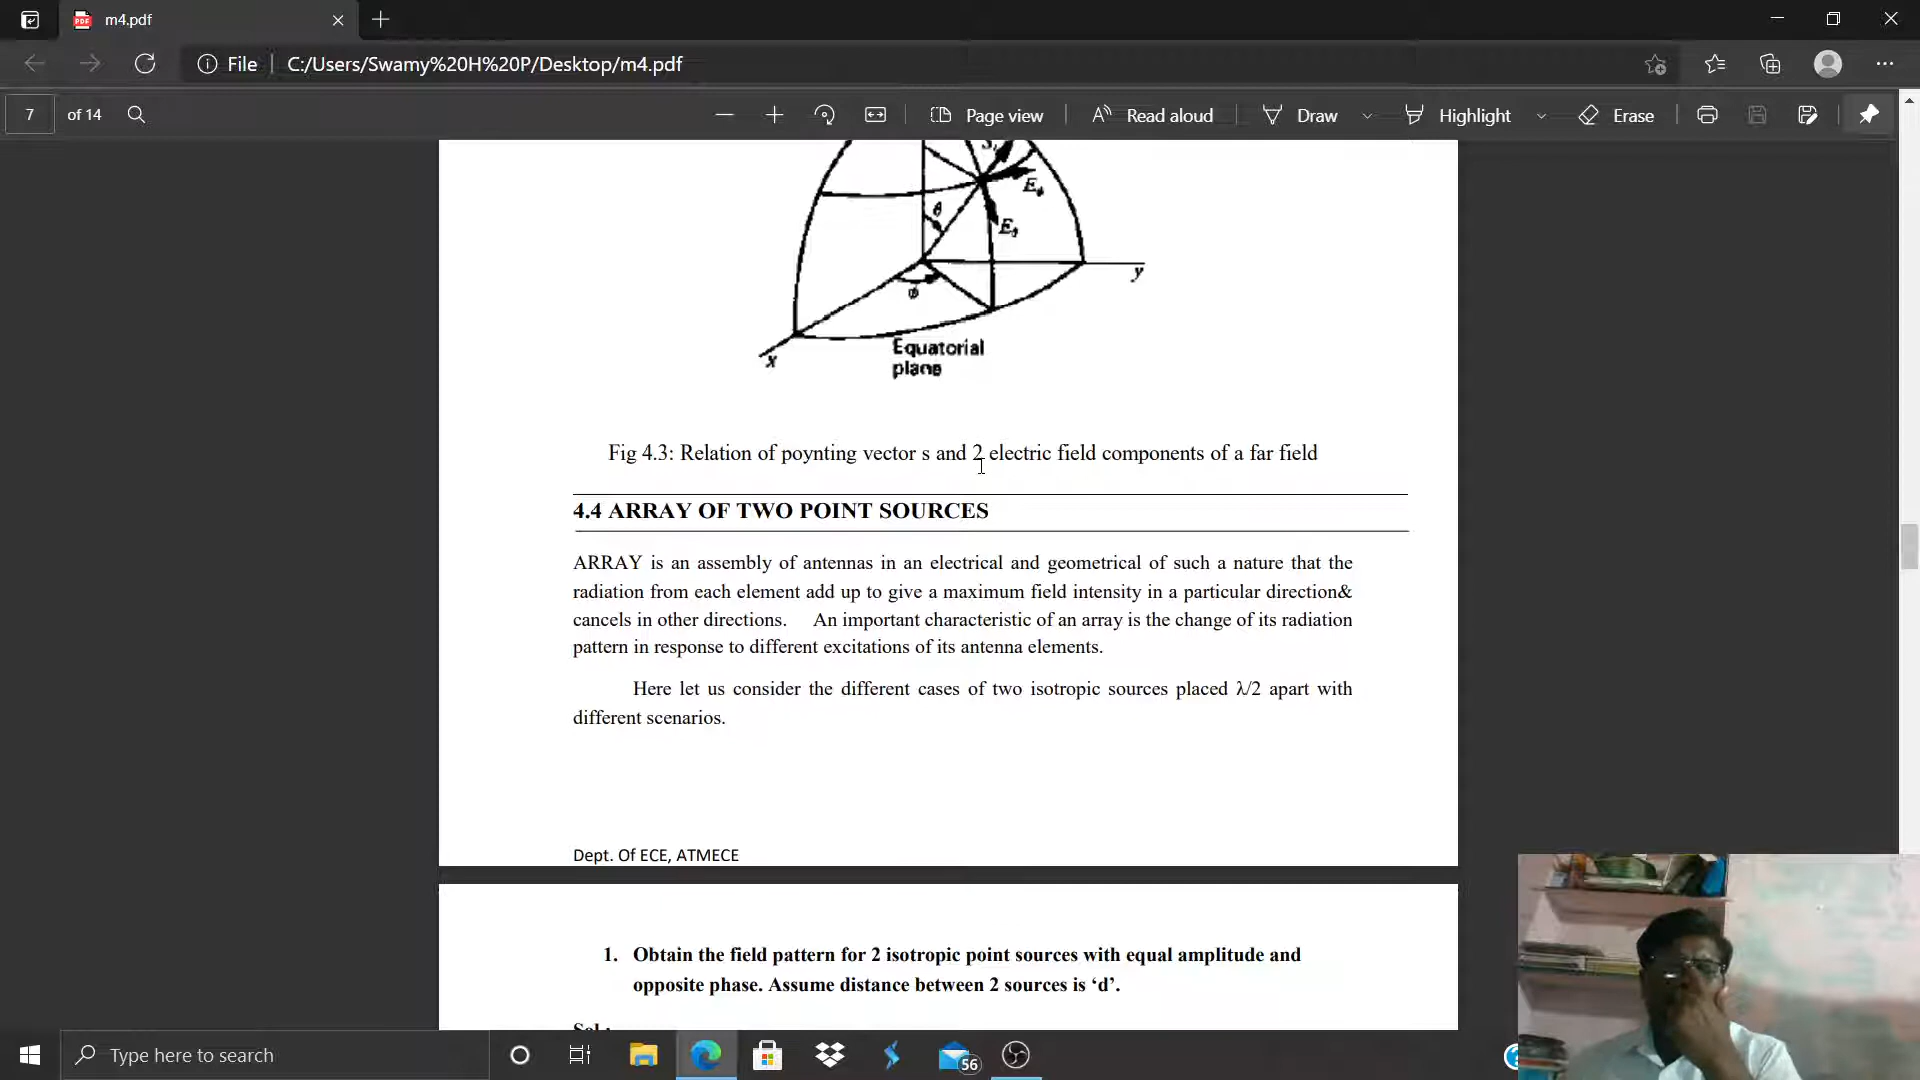 m4.pdf
File
C:/Users/Swamy%20H%20P/Desktop/m4.pdf
7 of 14
Page view
Read aloud
Draw
Highlight
Erase
θ
E
E
y
ϕ
x
Equatorial
plane
Fig 4.3: Relation of poynting vector s and 2 electric field components of a far field
4.4 ARRAY OF TWO POINT SOURCES
ARRAY is an assembly of antennas in an electrical and geometrical of such a nature that the
radiation from each element add up to give a maximum field intensity in a particular direction&
cancels in other directions. An important characteristic of an array is the change of its radiation
pattern in response to different excitations of its antenna elements.
Here let us consider the different cases of two isotropic sources placed λ/2 apart with
different scenarios.
Dept. Of ECE, ATMECE
1. Obtain the field pattern for 2 isotropic point sources with equal amplitude and
opposite phase. Assume distance between 2 sources is ‘d’.
Type here to search
56